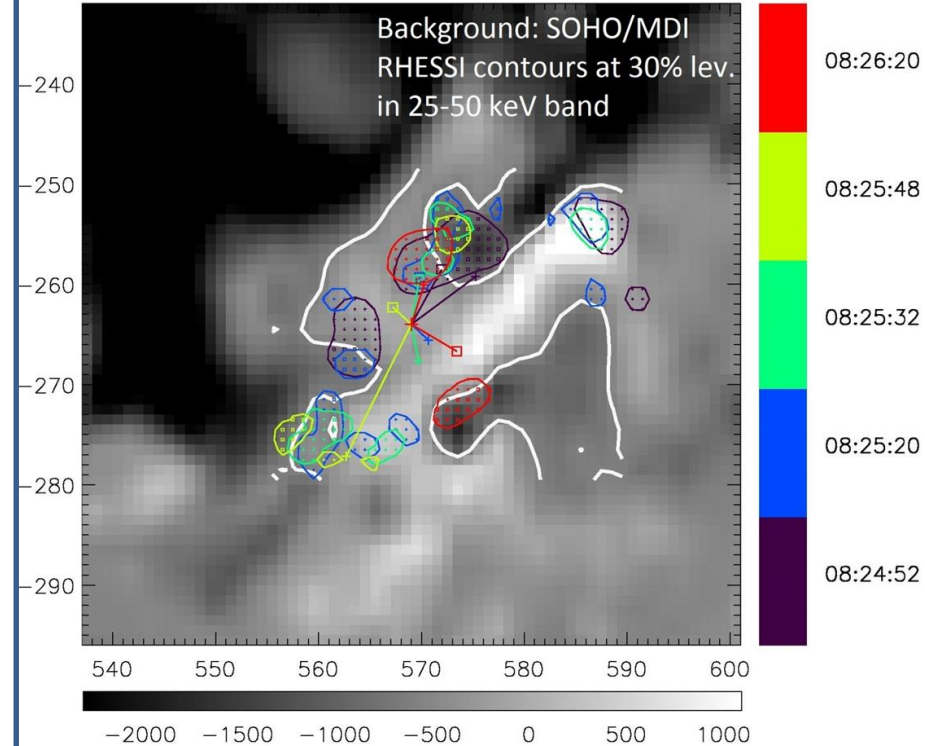 Background: SOHO/MDI
RHESSI contours at 30% lev.
in 25-50 keV band
−240
−250
−260
−270
−280
−290
540 550 560 570 580 590 600
−2000 −1500 −1000 −500 0 500 1000
08:26:20
08:25:48
08:25:32
08:25:20
08:24:52